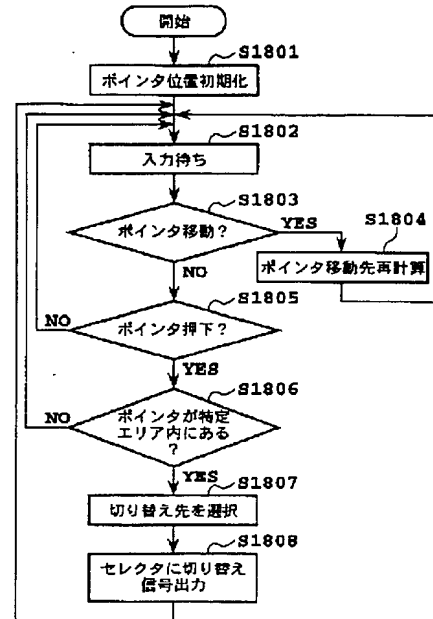 開始
S1801
ポインタ位置初期化
S1802
入力待ち
S1803
ポインタ移動?
YES
S1804
ポインタ移動先再計算
NO
S1805
NO
ポインタ押下?
YES
S1806
NO
ポインタが特定
エリア内にある
?
YES
S1807
切り替え先を選択
S1808
セレクタに切り替え
信号出力